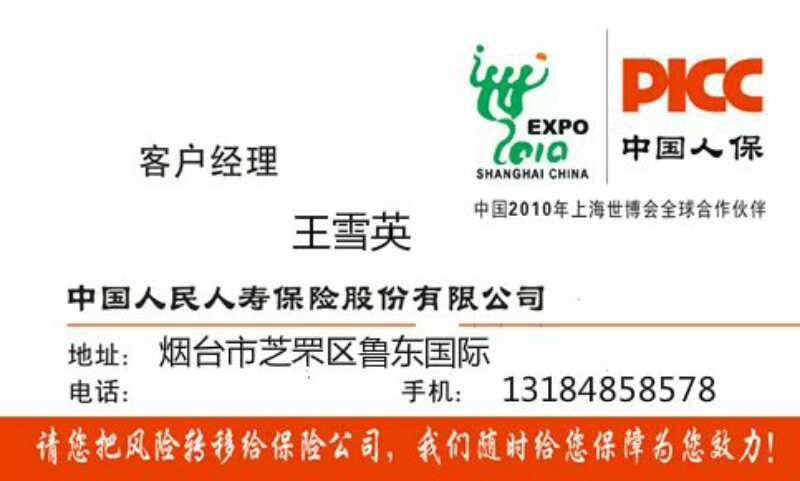 EXPO
2010
SHANGHAI CHINA
PICC
中国人保
中国2010年上海世博会全球合作伙伴
客户经理
王雪英
中国人民人寿保险股份有限公司
地址： 烟台市芝罘区鲁东国际
电话： 手机： 13184858578
请您把风险转移给保险公司，我们随时给您保障为您效力！